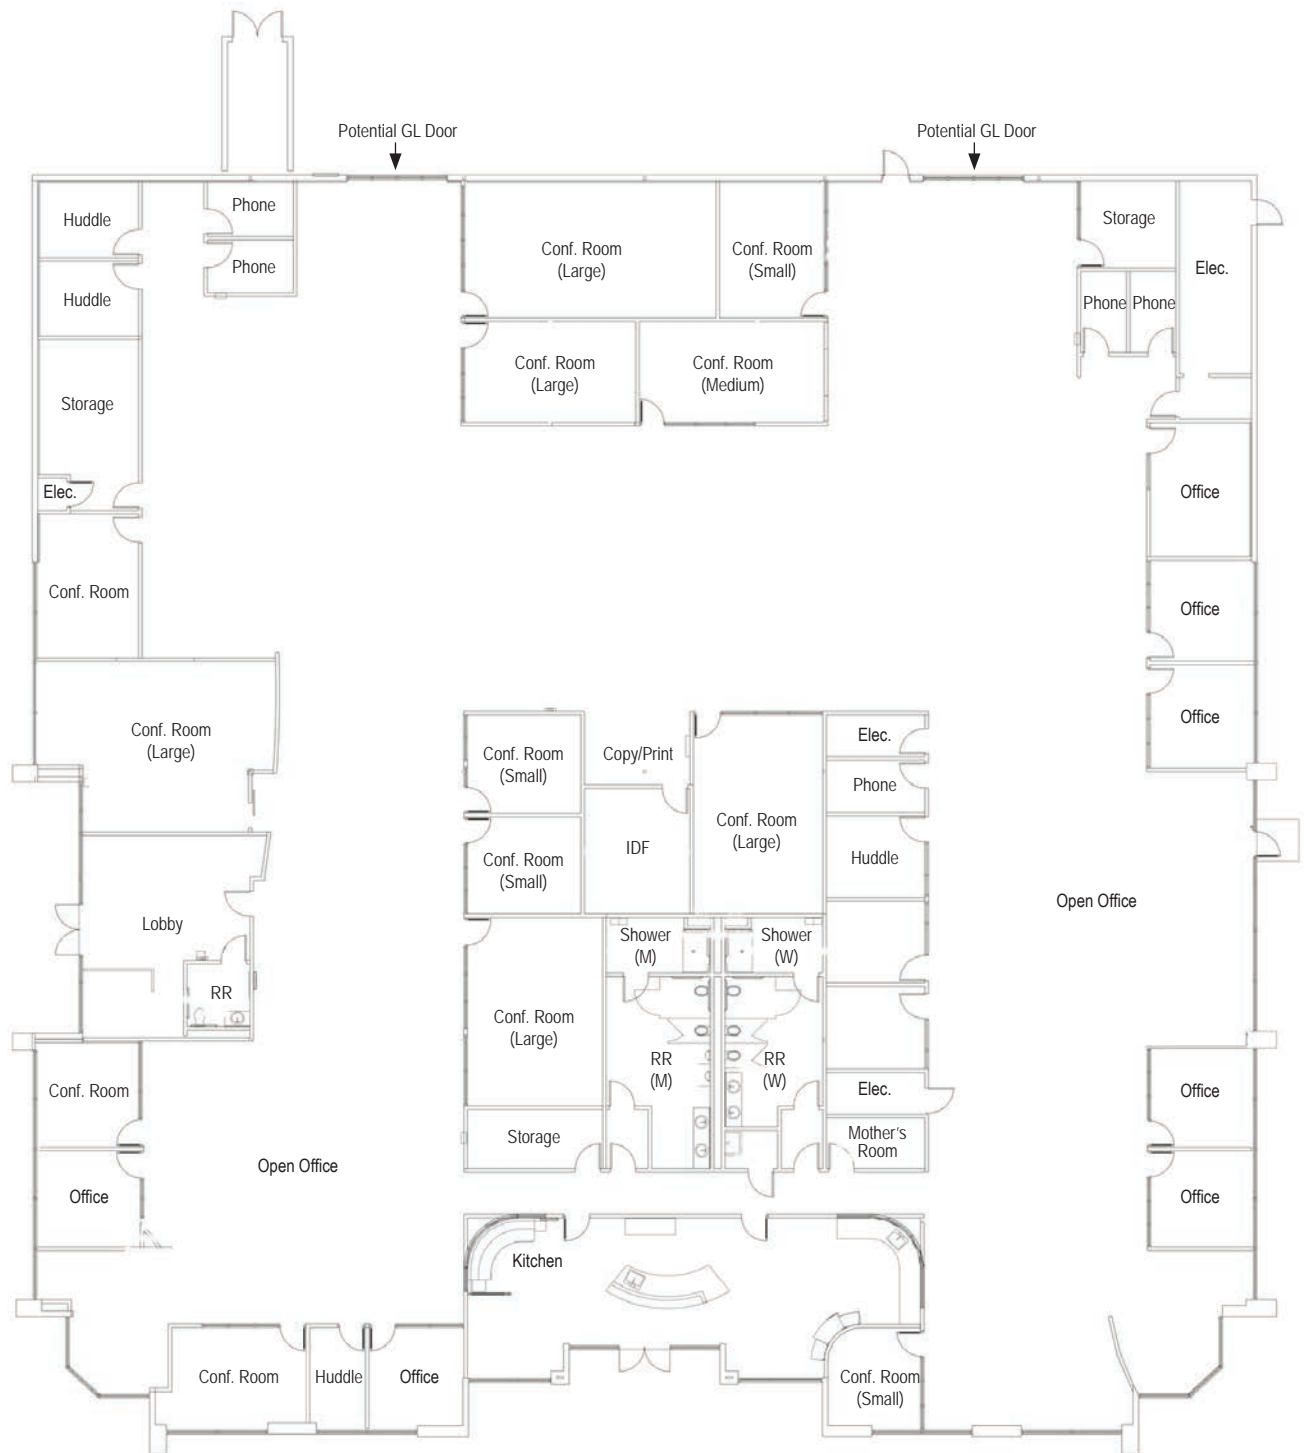 Potential GL Door
Potential GL Door
Huddle
Phone
Storage
Conf. Room
(Large)
Conf. Room
(Small)
Phone
Elec.
Huddle
Phone
Phone
Conf. Room
(Large)
Conf. Room
(Medium)
Storage
Elec.
Office
Conf. Room
Office
Conf. Room
(Large)
Office
Conf. Room
(Small)
Copy/Print
Elec.
Phone
Conf. Room
(Large)
Conf. Room
(Small)
IDF
Huddle
Open Office
Lobby
Shower
(M)
Shower
(W)
RR
Conf. Room
(Large)
RR
(M)
RR
(W)
Conf. Room
Elec.
Office
Storage
Mother's
Room
Open Office
Office
Office
Kitchen
Conf. Room
Huddle
Office
Conf. Room
(Small)